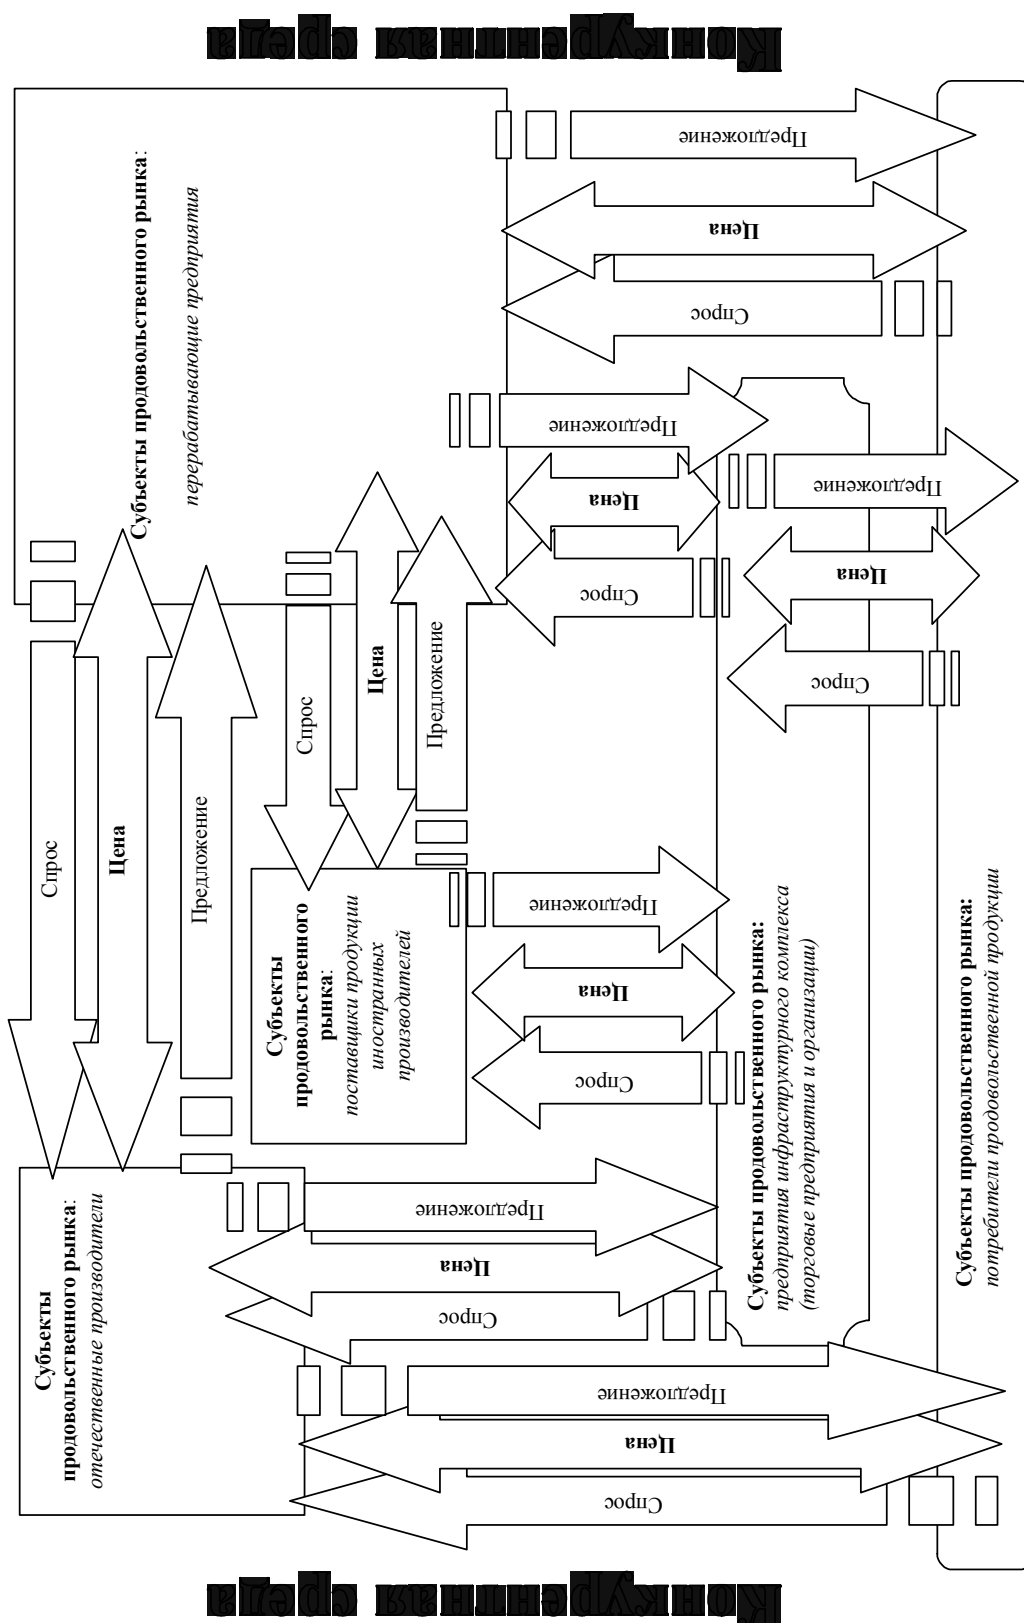 Конкурентная среда
Субъекты
продовольственного рынка:
отечественные производители
Спрос
Цена
Предложение
Субъекты продовольственного рынка:
перерабатывающие предприятия
Субъекты
продовольственного
рынка:
поставщики продукции
иностранных
производителей
Спрос
Цена
Предложение
Спрос
Цена
Предложение
Спрос
Цена
Предложение
Спрос
Цена
Предложение
Спрос
Цена
Предложение
Спрос
Цена
Предложение
Субъекты продовольственного рынка:
предприятия инфраструктурного комплекса
(торговые предприятия и организации)
Спрос
Цена
Предложение
Субъекты продовольственного рынка:
потребители продовольственной продукции
Конкурентная среда